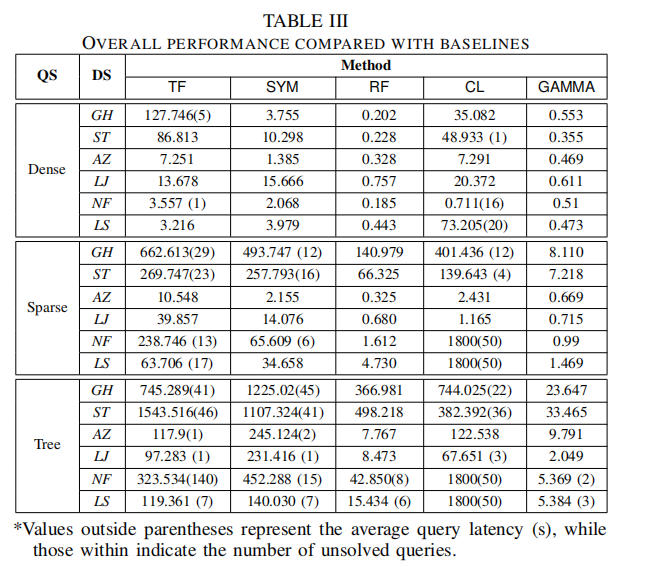 TABLE III
OVERALL PERFORMANCE COMPARED WITH BASELINES
QS DS Method
TF SYM RF CL GAMMA
Dense
GH 127.746(5) 3.755 0.202 35.082 0.553
ST 86.813 10.298 0.228 48.933 (1) 0.355
AZ 7.251 1.385 0.328 7.291 0.469
LJ 13.678 15.666 0.757 20.372 0.611
NF 3.557 (1) 2.068 0.185 0.711(16) 0.51
LS 3.216 3.979 0.443 73.205(20) 0.473
Sparse
GH 662.613(29) 493.747 (12) 140.979 401.436 (12) 8.110
ST 269.747(23) 257.793(16) 66.325 139.643 (4) 7.218
AZ 10.548 2.155 0.325 2.431 0.669
LJ 39.857 14.076 0.680 1.165 0.715
NF 238.746 (13) 65.609 (6) 1.612 1800(50) 0.99
LS 63.706 (17) 34.658 4.730 1800(50) 1.469
Tree
GH 745.289(41) 1225.02(45) 366.981 744.025(22) 23.647
ST 1543.516(46) 1107.324(41) 498.218 382.392(36) 33.465
AZ 117.9(1) 245.124(2) 7.767 122.538 9.791
LJ 97.283 (1) 231.416 (1) 8.473 67.651 (3) 2.049
NF 323.534(140) 452.288 (15) 42.850(8) 1800(50) 5.369 (2)
LS 119.361 (7) 140.030 (7) 15.434 (6) 1800(50) 5.384 (3)
*Values outside parentheses represent the average query latency (s), while
those within indicate the number of unsolved queries.